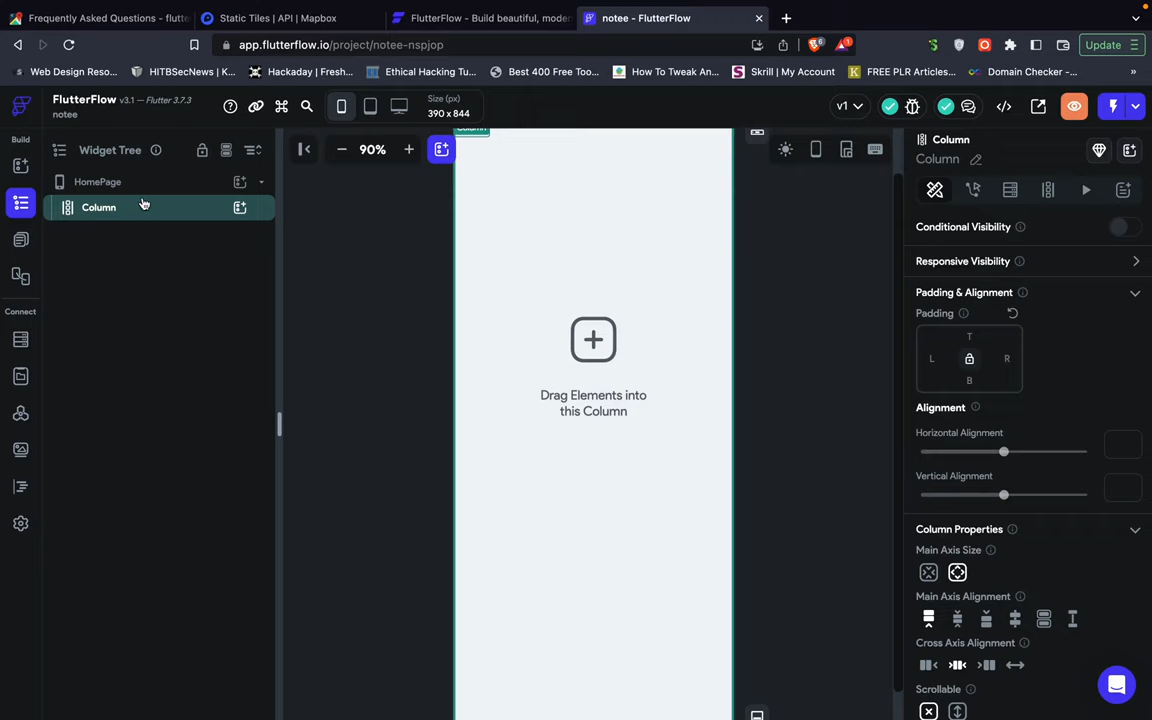 Frequently Asked Questions - flutte
Static Tiles | API | Mapbox
FlutterFlow - Build beautiful, moder
notee - FlutterFlow
app.flutterflow.io/project/notee-nspjop
6
1
Update
Web Design Reso...
HITBSecNews | K...
Hackaday | Fresh...
Ethical Hacking Tu...
Best 400 Free Too...
How To Tweak An...
Skrill | My Account
FREE PLR Articles...
Domain Checker -...
FlutterFlow v3.1 - Flutter 3.7.3
notee
Size (px)
390 x 844
v1
Build
Widget Tree
90%
Column
Column
Column
HomePage
Column
Conditional Visibility
Responsive Visibility
Padding & Alignment
Padding
T
L
R
B
Alignment
Horizontal Alignment
Vertical Alignment
Connect
Drag Elements into
this Column
Column Properties
Main Axis Size
Main Axis Alignment
Cross Axis Alignment
Scrollable